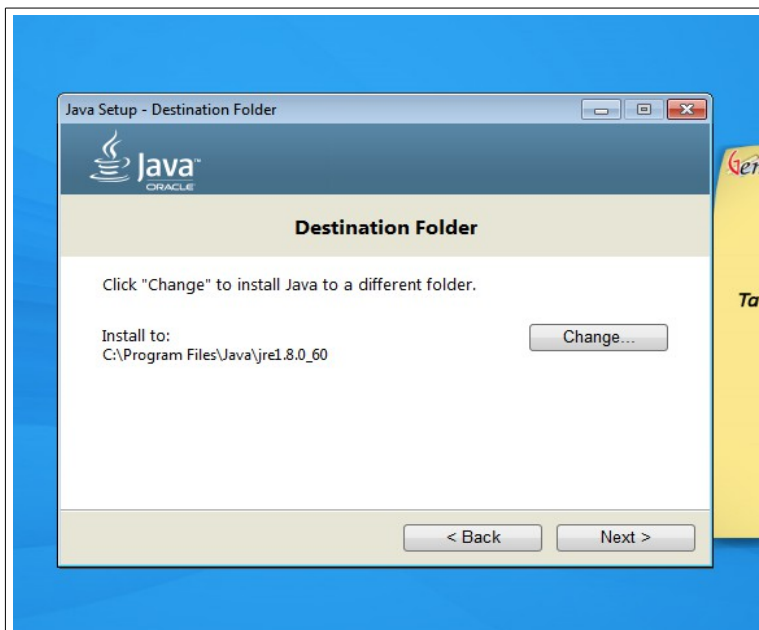 Java Setup - Destination Folder
Java™
ORACLE
Destination Folder
Click "Change" to install Java to a different folder.
Install to:
Change...
C:\Program Files\Java\jre1.8.0_60
< Back
Next >